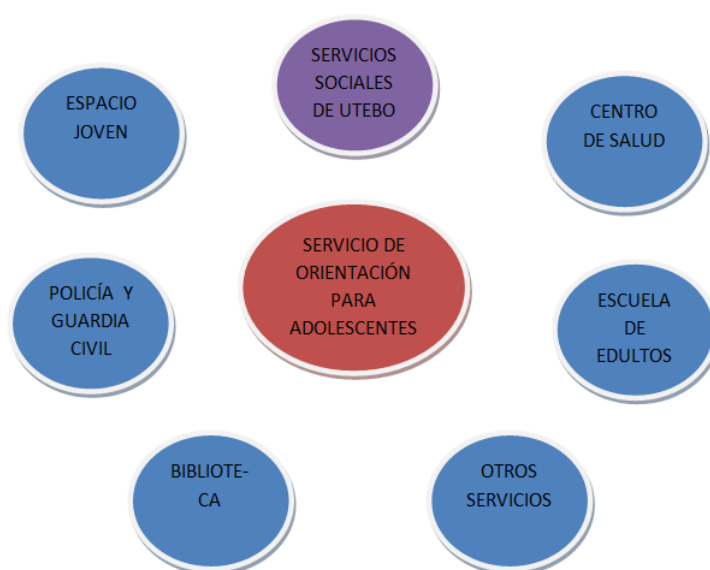 SERVICIOS
SOCIALES
DE UTEBO
ESPACIO
JOVEN
CENTRO
DE SALUD
SERVICIO DE
ORIENTACIÓN
PARA
ADOLESCENTES
POLICÍA Y
GUARDIA
CIVIL
ESCUELA
DE
EDULTOS
BIBLIOTE-
CA
OTROS
SERVICIOS